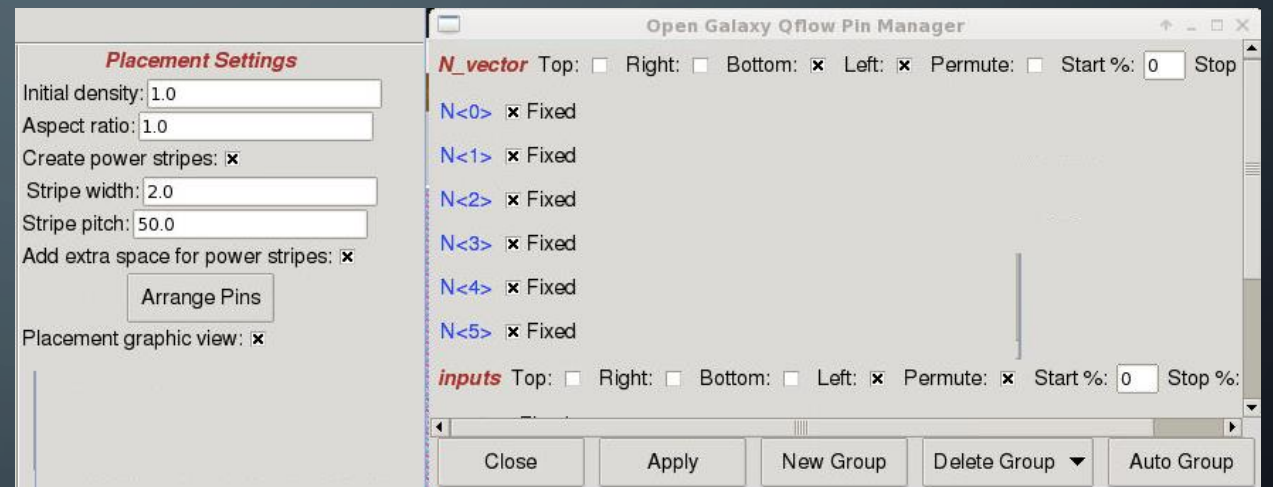 Placement Settings
Initial density: 1.0
Aspect ratio: 1.0
Create power stripes:
Stripe width: 2.0
Stripe pitch: 50.0
Add extra space for power stripes:
Arrange Pins
Placement graphic view:
Open Galaxy Qflow Pin Manager
N_vector Top: Right: Bottom: Left: Permute: Start %: 0 Stop
N<0> Fixed
N<1> Fixed
N<2> Fixed
N<3> Fixed
N<4> Fixed
N<5> Fixed
inputs Top: Right: Bottom: Left: Permute: Start %: 0 Stop %:
Close Apply New Group Delete Group Auto Group